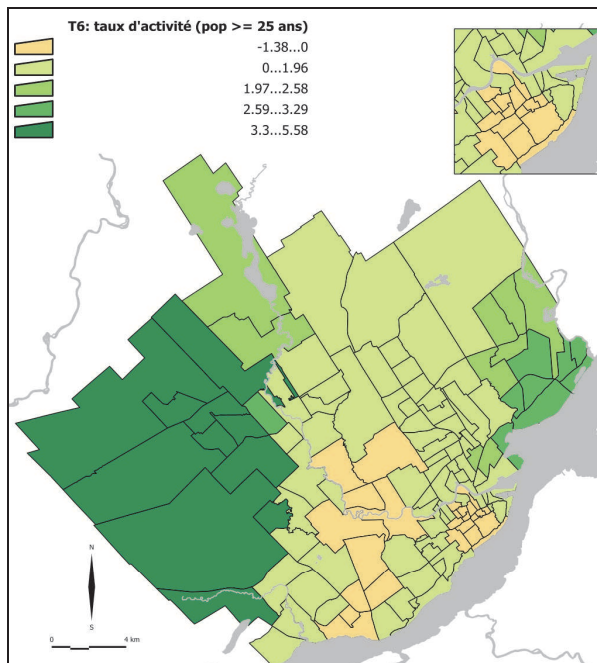 T6: taux d'activité (pop >= 25 ans)
-1.38...0
0...1.96
1.97...2.58
2.59...3.29
3.3...5.58
N
S
0 4 km